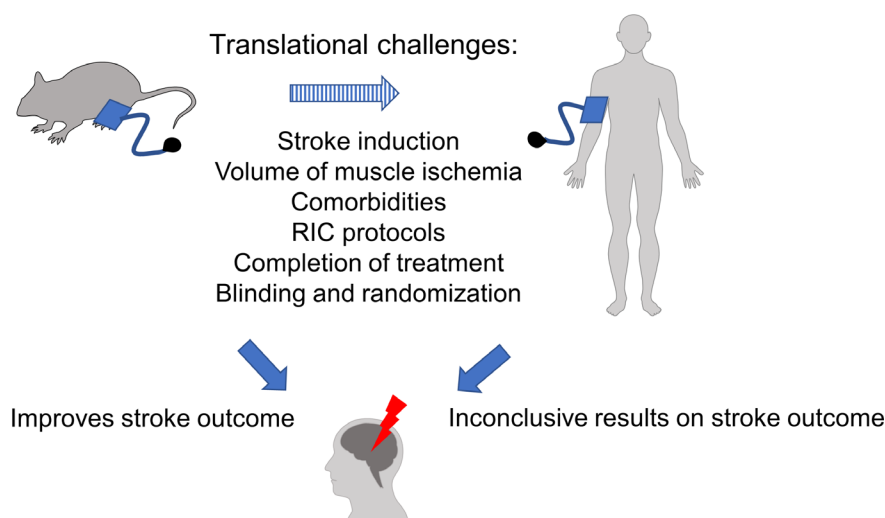 Translational challenges:
Stroke induction
Volume of muscle ischemia
Comorbidities
RIC protocols
Completion of treatment
Blinding and randomization
Improves stroke outcome
Inconclusive results on stroke outcome